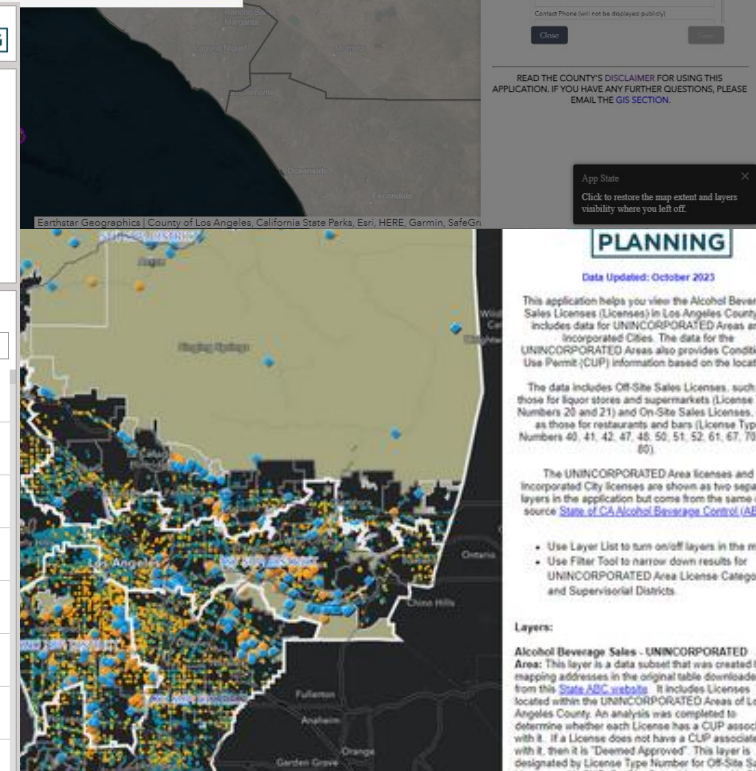 Contact Phone (will not be displayed publicly)
Close
READ THE COUNTY'S DISCLAIMER FOR USING THIS
APPLICATION. IF YOU HAVE ANY FURTHER QUESTIONS, PLEASE
EMAIL THE GIS SECTION.
App State
Click to restore the map extent and layers
visibility where you left off.
Oceanside
Escondido
Earthstar Geographics | County of Los Angeles, California State Parks, Esri, HERE, Garmin, SafeGr
PLANNING
Data Updated: October 2023
This application helps you view the Alcohol Bever
Sales Licenses (Licenses) in Los Angeles County
includes data for UNINCORPORATED Areas a
Incorporated Cities. The data for the
UNINCORPORATED Areas also provides Conditi
Use Permit (CUP) information based on the locat
The data includes Off-Site Sales Licenses, such
those for liquor stores and supermarkets (License
Numbers 20 and 21) and On-Site Sales Licenses,
as those for restaurants and bars (License Typ
Numbers 40, 41, 42, 47, 48, 50, 51, 52, 61, 67, 70
80).
The UNINCORPORATED Area licenses and
Incorporated City licenses are shown as two sepa
layers in the application but come from the same
source State of CA Alcohol Beverage Control (AB
• Use Layer List to turn on/off layers in the m
• Use Filter Tool to narrow down results for
UNINCORPORATED Area License Catego
and Supervisorial Districts.
Layers:
Alcohol Beverage Sales - UNINCORPORATED
Area: This layer is a data subset that was created
mapping addresses in the original table downloade
from this State ABC website. It includes Licenses
located within the UNINCORPORATED Areas of Lo
Angeles County. An analysis was completed to
determine whether each License has a CUP associ
with it. If a License does not have a CUP associate
with it, then it is "Deemed Approved". This layer is
designated by License Type Number for Off-Site S
Acton
Singing Springs
Los Angeles
Ontario
Chino Hills
Fullerton
Anaheim
Orange
Garden Grove